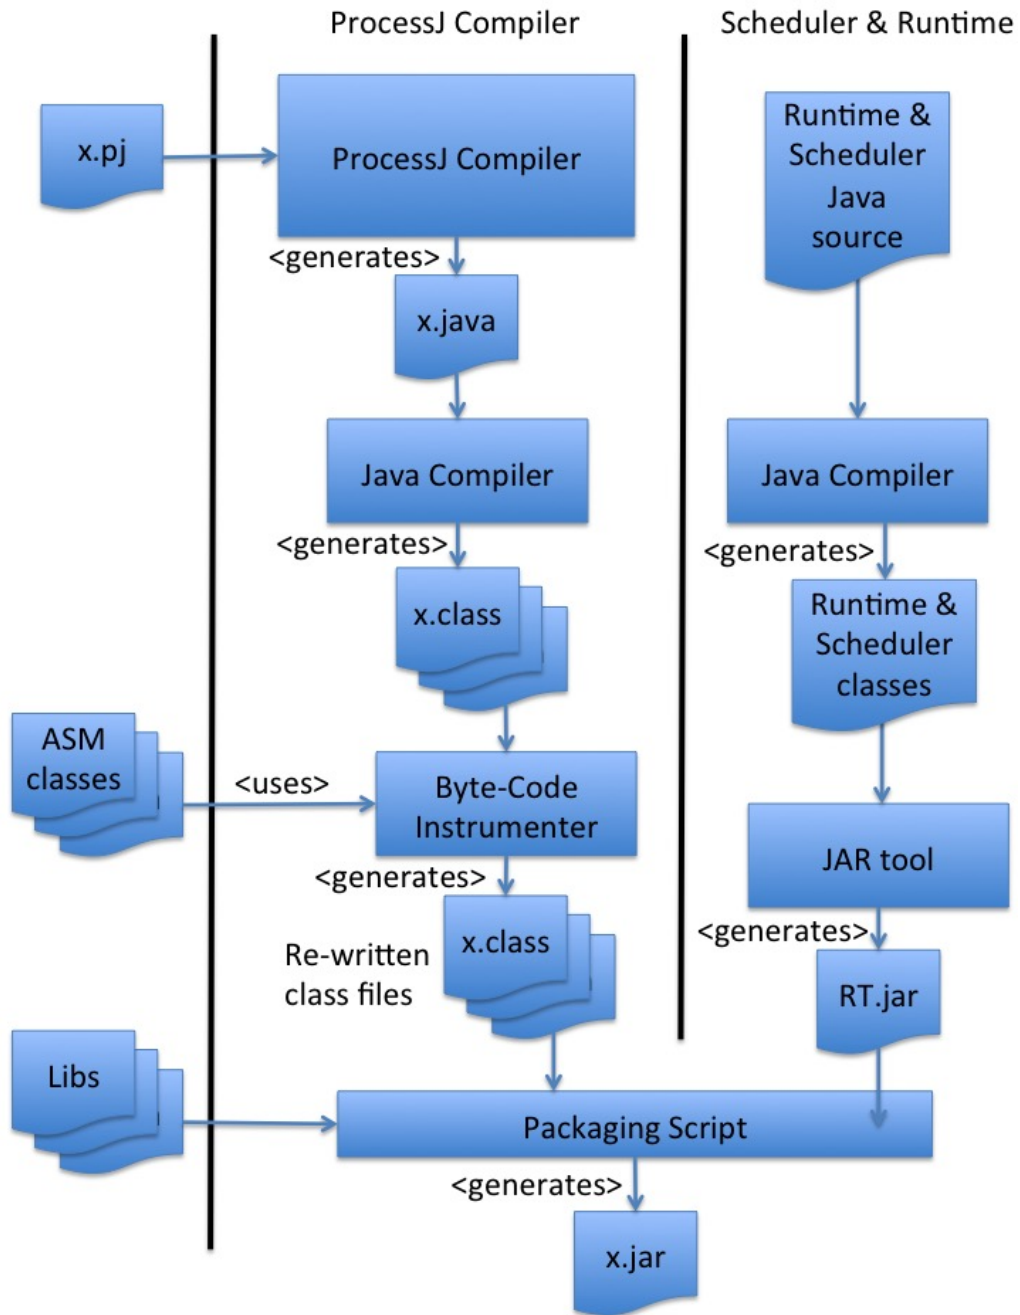 ProcessJ Compiler
Scheduler & Runtime
x.pj
ProcessJ Compiler
<generates>
x.java
Java Compiler
<generates>
x.class
ASM
classes
<uses>
Byte-Code
Instrumenter
<generates>
Re-written
class files
x.class
Libs
Runtime &
Scheduler
Java
source
Java Compiler
<generates>
Runtime &
Scheduler
classes
JAR tool
<generates>
RT.jar
Packaging Script
<generates>
x.jar